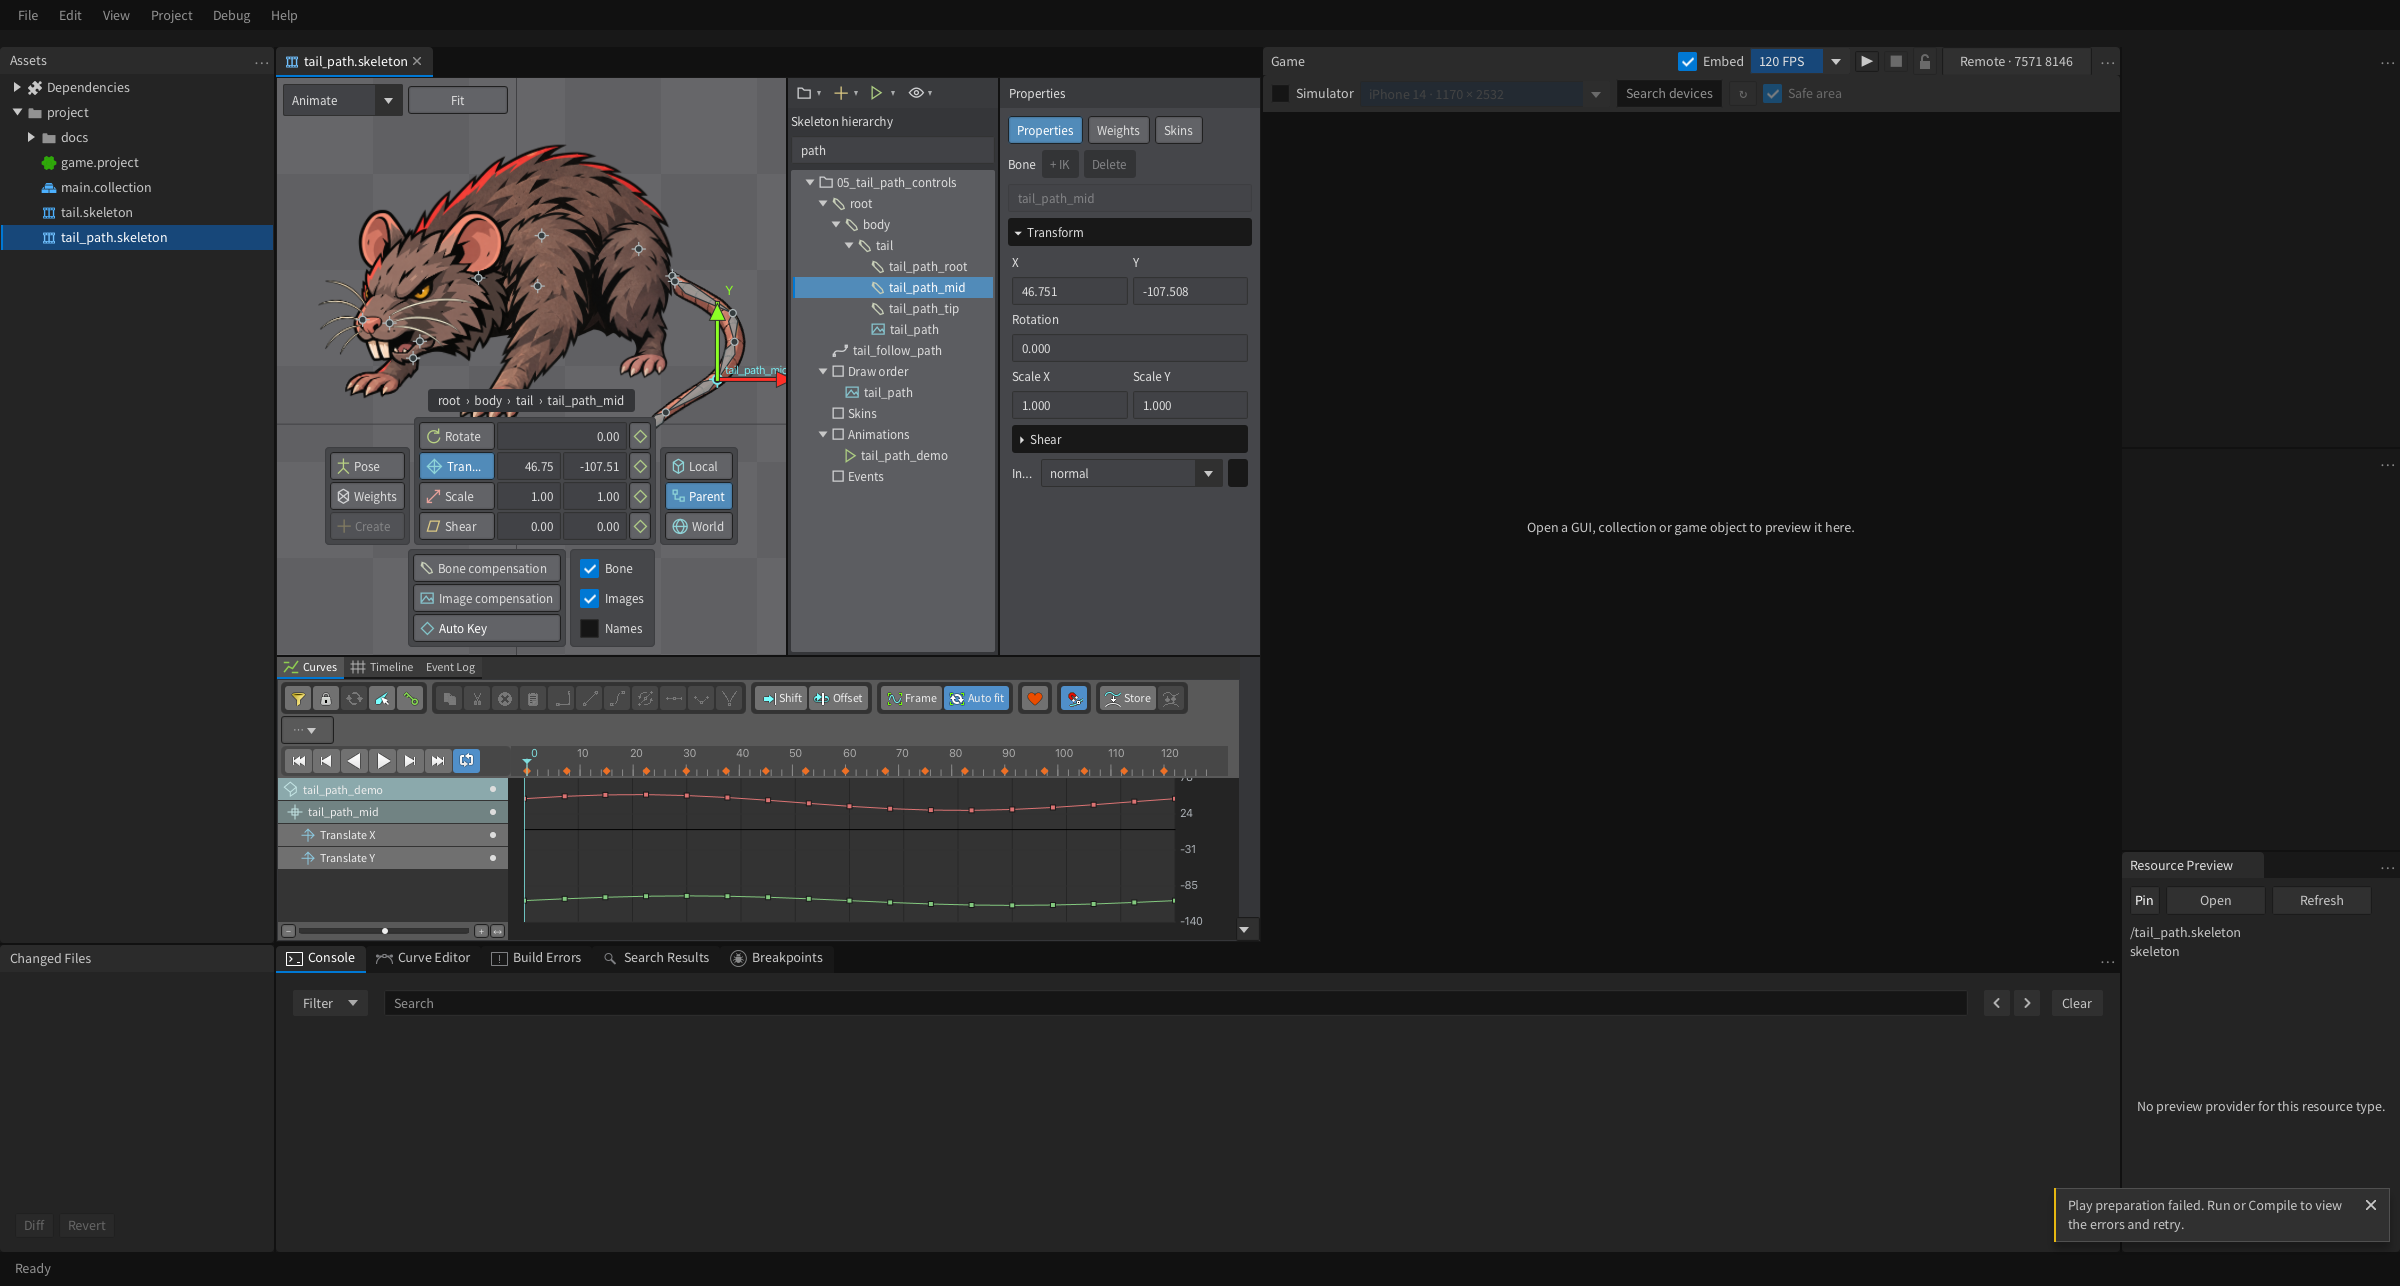 File Edit View Project Debug Help
Assets
Dependencies
project
docs
game.project
main.collection
tail.skeleton
tail_path.skeleton
Changed Files
Diff Revert
Ready
tail_path.skeleton
Animate Fit
Y
tail_path_mid
root › body › tail › tail_path_mid
Rotate 0.00
Pose Tran... 46.75 -107.51 Local
Weights Scale 1.00 1.00 Parent
Create Shear 0.00 0.00 World
Bone compensation Bone
Image compensation Images
Auto Key Names
Skeleton hierarchy
path
05_tail_path_controls
root
body
tail
tail_path_root
tail_path_mid
tail_path_tip
tail_path
tail_follow_path
Draw order
tail_path
Skins
Animations
tail_path_demo
Events
Properties
Properties Weights Skins
Bone + IK Delete
tail_path_mid
Transform
X Y
46.751 -107.508
Rotation
0.000
Scale X Scale Y
1.000 1.000
Shear
In... normal
Curves Timeline Event Log
Shift Offset Frame Auto fit Store
...
0 10 20 30 40 50 60 70 80 90 100 110 120
tail_path_demo
tail_path_mid
Translate X
Translate Y
24
-31
-85
-140
Console Curve Editor Build Errors Search Results Breakpoints
Filter Search Clear
Game Embed 120 FPS Remote · 7571 8146
Simulator iPhone 14 · 1170 × 2532 Search devices Safe area
Open a GUI, collection or game object to preview it here.
Resource Preview
Pin Open Refresh
/tail_path.skeleton
skeleton
No preview provider for this resource type.
Play preparation failed. Run or Compile to view
the errors and retry.